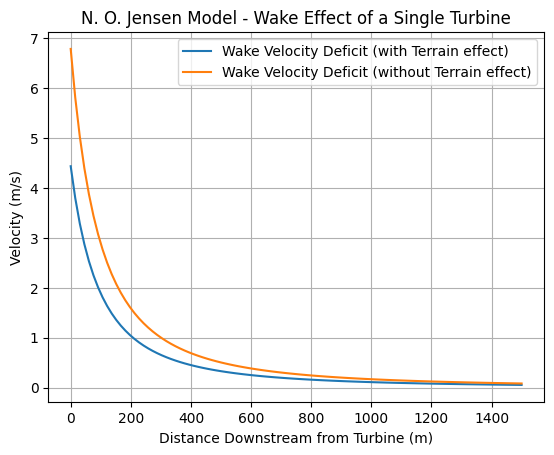 N. O. Jensen Model - Wake Effect of a Single Turbine
Wake Velocity Deficit (with Terrain effect)
Wake Velocity Deficit (without Terrain effect)
Velocity (m/s)
7
6
5
4
3
2
1
0
0 200 400 600 800 1000 1200 1400
Distance Downstream from Turbine (m)